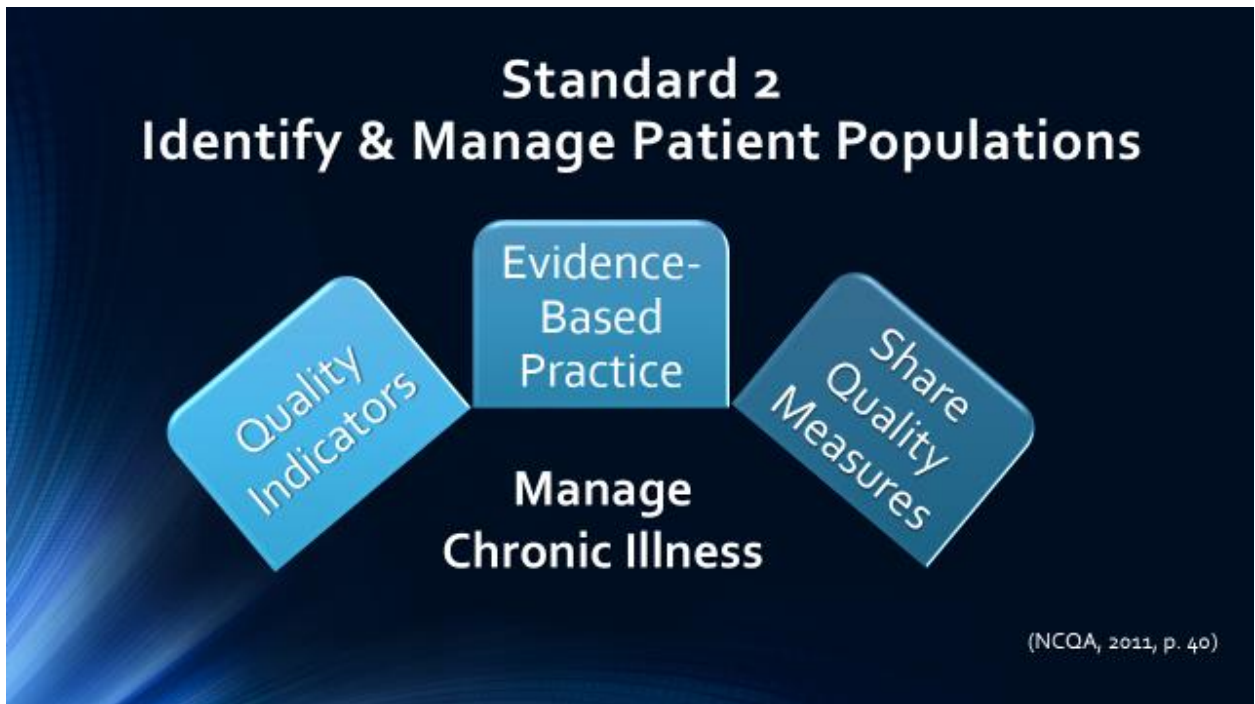 Standard 2
Identify & Manage Patient Populations
Quality
Indicators
Evidence-
Based
Practice
Share
Quality
Measures
Manage
Chronic Illness
(NCQA, 2011, p. 40)